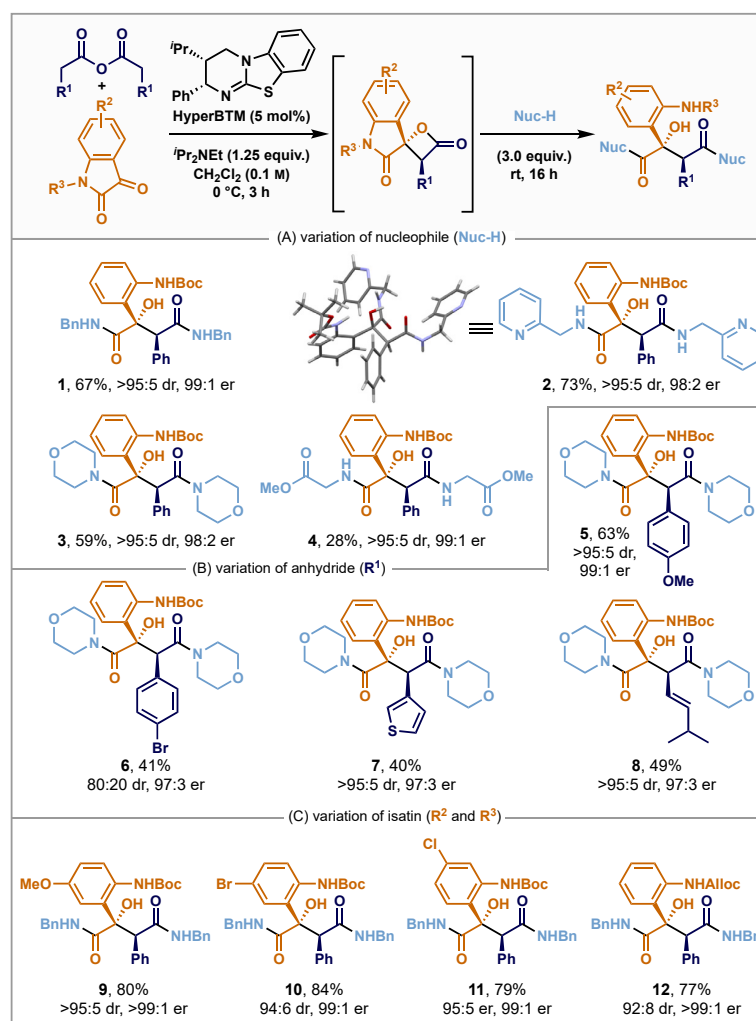 O O
O
R¹ + R¹
R²
N
R³
O
O
ⁱPr
N
Ph N S
HyperBTM (5 mol%)
ⁱPr₂NEt (1.25 equiv.)
CH₂Cl₂ (0.1 M)
0 °C, 3 h
R²
O
R³ N O
O R¹
Nuc-H
(3.0 equiv.)
rt, 16 h
R² NHR³
OH O
Nuc Nuc
O R¹
(A) variation of nucleophile (Nuc-H)
NHBoc
OH O
BnHN NHBn
O Ph
1, 67%, >95:5 dr, 99:1 er
NHBoc
H OH O
N N N N
O Ph H
2, 73%, >95:5 dr, 98:2 er
NHBoc
O OH O
N N
O Ph O
3, 59%, >95:5 dr, 98:2 er
NHBoc
O H OH O
MeO N N OMe
O Ph H O
4, 28%, >95:5 dr, 99:1 er
NHBoc
O OH O
N N
O O
OMe
5, 63%
>95:5 dr,
99:1 er
(B) variation of anhydride (R¹)
NHBoc
O OH O
N N
O O
Br
6, 41%
80:20 dr, 97:3 er
NHBoc
O OH O
N N
O O
S
7, 40%
>95:5 dr, 97:3 er
NHBoc
O OH O
N N
O O
8, 49%
>95:5 dr, 97:3 er
(C) variation of isatin (R² and R³)
MeO NHBoc
OH O
BnHN NHBn
O Ph
9, 80%
>95:5 dr, >99:1 er
Br NHBoc
OH O
BnHN NHBn
O Ph
10, 84%
94:6 dr, 99:1 er
Cl
NHBoc
OH O
BnHN NHBn
O Ph
11, 79%
95:5 er, 99:1 er
NHAlloc
OH O
BnHN NHBn
O Ph
12, 77%
92:8 dr, >99:1 er